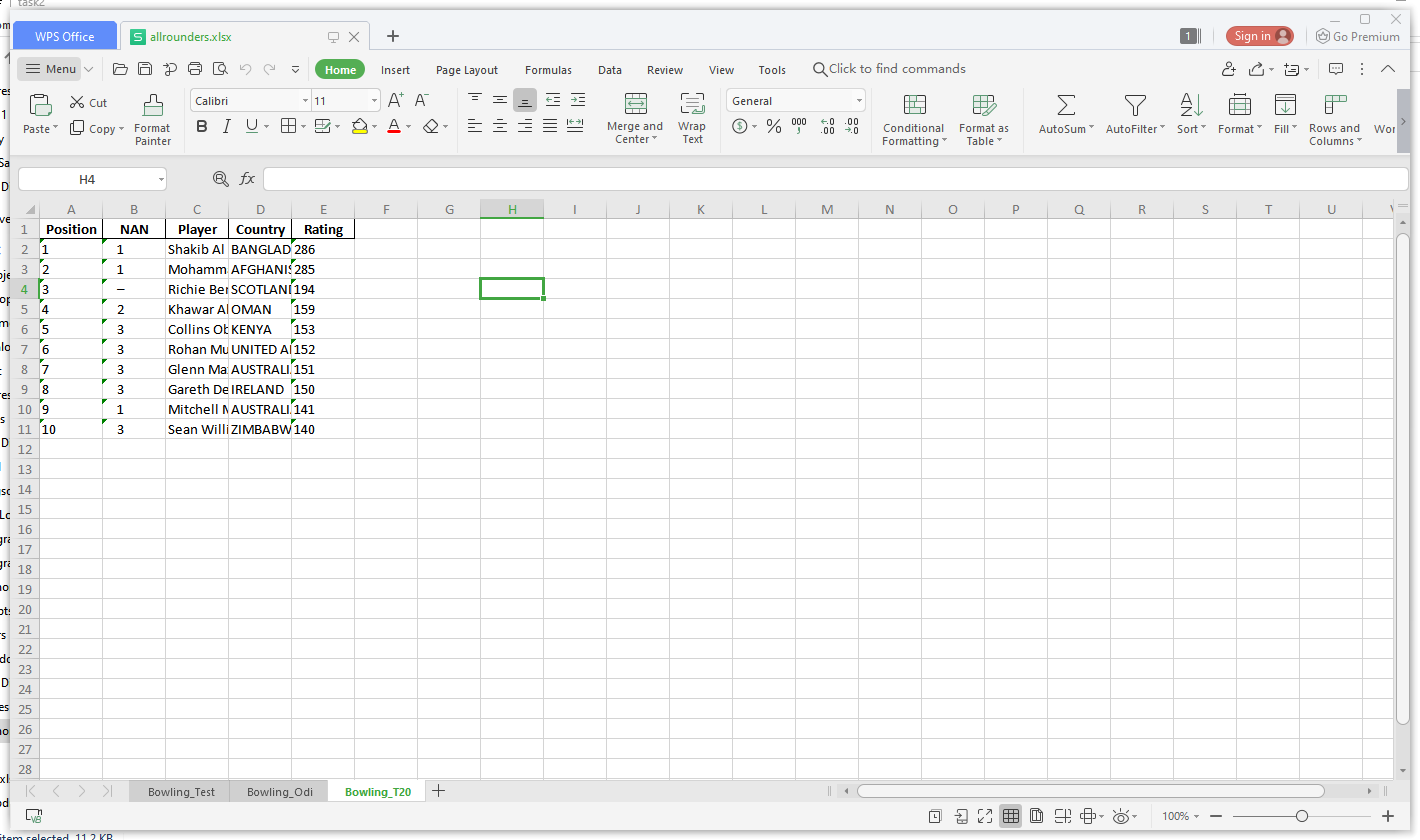 task2
WPS Office
allrounders.xlsx
1
Sign in
Go Premium
Menu
Home
Insert
Page Layout
Formulas
Data
Review
View
Tools
Click to find commands
Paste
Cut
Copy
Format Painter
Calibri
11
Merge and Center
Wrap Text
General
Conditional Formatting
Format as Table
AutoSum
AutoFilter
Sort
Format
Fill
Rows and Columns
Wor
H4
fx
A B C D E F G H I J K L M N O P Q R S T U
1 Position NAN Player Country Rating
2 1 1 Shakib Al BANGLAD 286
3 2 1 Mohamm AFGHANIS 285
4 3 – Richie Ber SCOTLAND 194
5 4 2 Khawar Al OMAN 159
6 5 3 Collins Ob KENYA 153
7 6 3 Rohan Mu UNITED A 152
8 7 3 Glenn Ma AUSTRALI 151
9 8 3 Gareth De IRELAND 150
10 9 1 Mitchell M AUSTRALI 141
11 10 3 Sean Willi ZIMBABW 140
12
13
14
15
16
17
18
19
20
21
22
23
24
25
26
27
28
Bowling_Test
Bowling_Odi
Bowling_T20
100%
item selected 11.2 KB